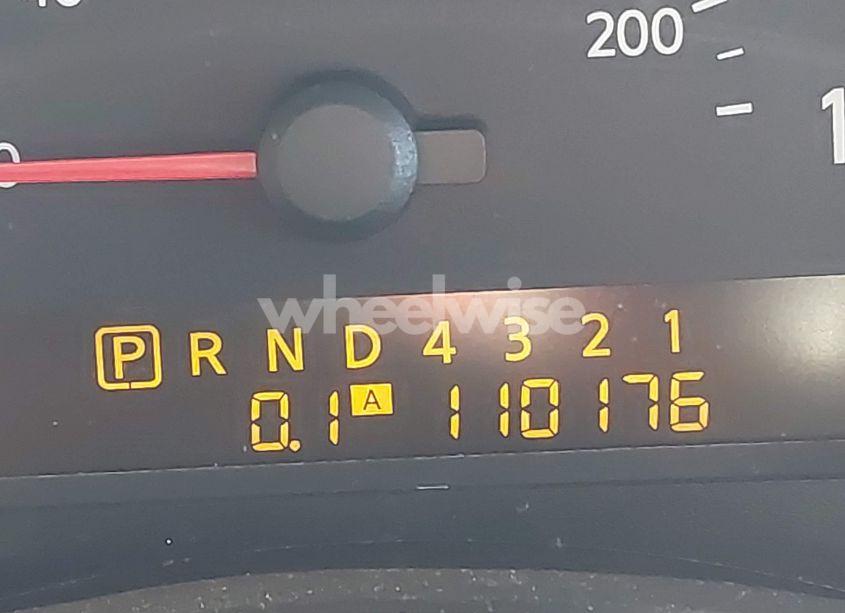 200
wheelwise
P R N D 4 3 2 1
0.1 A 110176